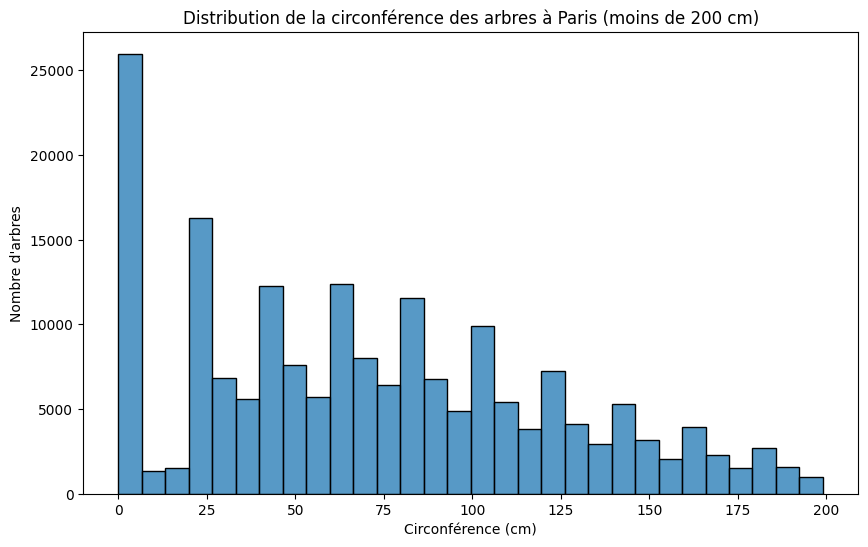 Distribution de la circonférence des arbres à Paris (moins de 200 cm)
Nombre d'arbres
25000
20000
15000
10000
5000
0
0 25 50 75 100 125 150 175 200
Circonférence (cm)